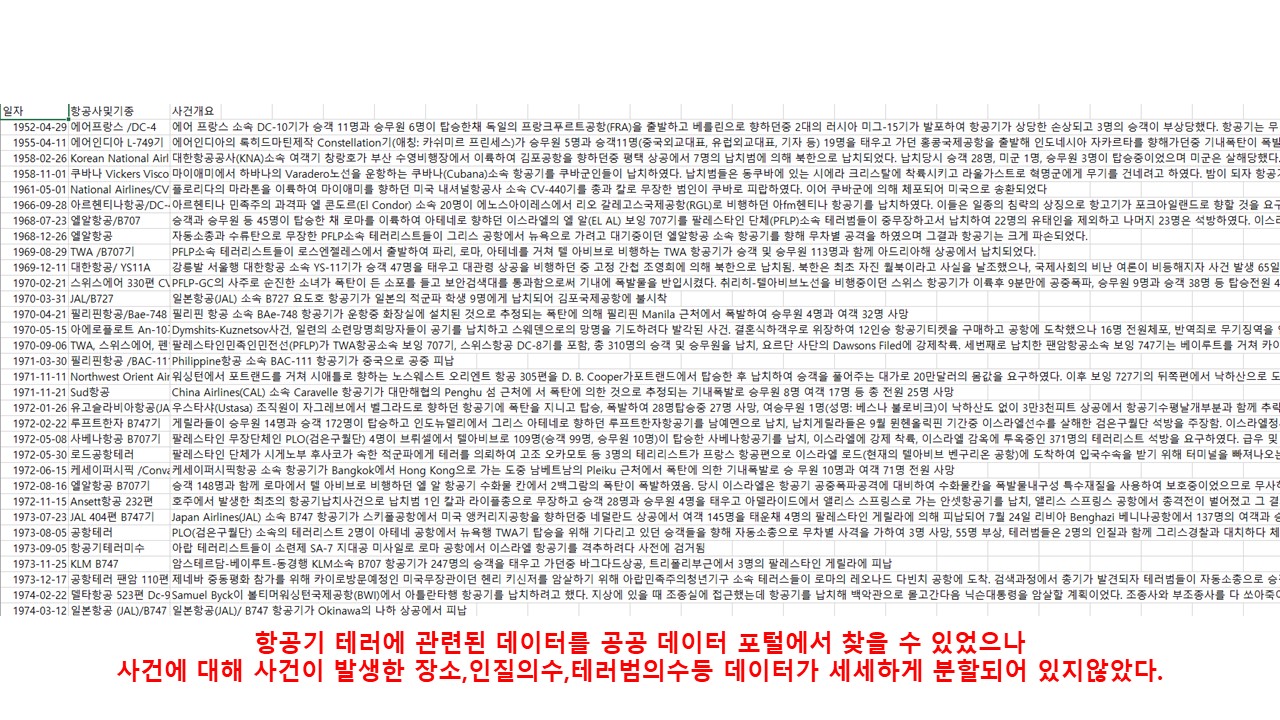 일자 항공사및기종 사건개요
1952-04-29 에어프랑스 /DC-4 에어 프랑스 소속 DC-10기가 승객 11명과 승무원 6명이 탑승한채 독일의 프랑크푸르트공항(FRA)을 출발하고 베를린으로 향하던중 2대의 러시아 미그-15기가 발포하여 항공기가 상당한 손상되고 3명의 승객이 부상당했다. 항공기는 무
1955-04-11 에어인디아 L-749기 에어인디아의 록히드마틴제작 Constellation기(애칭: 카쉬미르 프린세스)가 승무원 5명과 승객11명(중국외교대표, 유럽외교대표, 기자 등) 19명을 태우고 가던 홍콩국제공항을 출발해 인도네시아 자카르타를 향해가던중 기내폭탄이 폭
1958-02-26 Korean National Airl 대한항공공사(KNA)소속 여객기 창랑호가 부산 수영비행장에서 이륙하여 김포공항을 향하던중 평택 상공에서 7명의 납치범에 의해 북한으로 납치되었다. 납치당시 승객 28명, 미군 1명, 승무원 3명이 탑승중이었으며 미군은 살해당했다.
1958-11-01 쿠바나 Vickers Visco 마이애미에서 하바나의 Varadero노선을 운항하는 쿠바나(Cubana)소속 항공기를 쿠바군인들이 납치하였다. 납치범들은 동쿠바에 있는 시에라 크리스탈에 착륙시키고 라울가스트로 혁명군에게 무기를 건네려고 하였다. 밤이 되자 항공기
1961-05-01 National Airlines/CV 플로리다의 마라톤을 이륙하여 마이애미를 향하던 미국 내셔널항공사 소속 CV-440기를 총과 칼로 무장한 범인이 쿠바로 피랍하였다. 이어 쿠바군에 의해 체포되어 미국으로 송환되었다
1966-09-28 아르헨티나항공/DC-4 아르헨티나 민족주의 과격파 엘 콘도르(El Condor) 소속 20명이 에노스아이레스에서 리오 갈레고스국제공항(RGL)로 비행하던 아fm헨티나 항공기를 납치하였다. 이들은 일종의 침략의 상징으로 항고기가 포크아일랜드로 향할 것을 요구
1968-07-23 엘알항공/B707 승객과 승무원 등 45명이 탑승한 채 로마를 이륙하여 아테네로 향햐던 이스라엘의 엘 알(EL AL) 보잉 707기를 팔레스타인 단체(PFLP)소속 테러범들이 중무장하고서 납치하여 22명의 유태인을 제외하고 나머지 23명은 석방하였다. 이스
1968-12-26 엘알항공 자동소총과 수류탄으로 무장한 PFLP소속 테러리스트들이 그리스 공항에서 뉴욕으로 가려고 대기중이던 엘알항공 소속 항공기를 향해 무차별 공격을 하였으며 그결과 항공기는 크게 파손되었다.
1969-08-29 TWA /B707기 PFLP소속 테러리스트들이 로스엔젤레스에서 출발하여 파리, 로마, 아테네를 거쳐 텔 아비브로 비행하는 TWA 항공기가 승객 및 승무원 113명과 함께 아드리아해 상공에서 납치되었다.
1969-12-11 대한항공/ YS11A 강릉발 서울행 대한항공 소속 YS-11기가 승객 47명을 태우고 대관령 상공을 비행하던 중 고정 간첩 조영희에 의해 북한으로 납치됨. 북한은 최초 자진 월북이라고 사실을 날조했으나, 국제사회의 비난 여론이 비등해지자 사건 발생 65일
1970-02-21 스위스에어 330편 CV PFLP-GC의 사주로 순진한 소녀가 폭탄이 든 소포를 들고 보안검색대를 통과함으로써 기내에 폭발물을 반입시켰다. 취리히-텔아비브노선을 비행중이던 스위스 항공기가 이륙후 9분만에 공중폭파, 승무원 9명과 승객 38명 등 탑승전원 4
1970-03-31 JAL/B727 일본항공(JAL) 소속 B727 요도호 항공기가 일본의 적군파 학생 9명에게 납치되어 김포국제공항에 불시착
1970-04-21 필리핀항공/Bae-748 필리핀 항공 소속 BAe-748 항공기가 운항중 화장실에 설치된 것으로 추정되는 폭탄에 의해 필리핀 Manila 근처에서 폭발하여 승무원 4명과 여객 32명 사망
1970-05-15 아에로플로트 An-10기 Dymshits-Kuznetsov사건, 일련의 소련망명희망자들이 공기를 납치하고 스웨덴으로의 망명을 기도하려다 발각된 사건. 결혼식하객으로 위장하여 12인승 항공기티켓을 구매하고 공항에 도착했으나 16명 전원체포, 반역죄로 무기징역을 언
1970-09-06 TWA, 스위스에어, 팬 팔레스타인민족인민전선(PFLP)가 TWA항공소속 보잉 707기, 스위스항공 DC-8기를 포함, 총 310명의 승객 및 승무원을 납치, 요르단 사단의 Dawsons Filed에 강제착륙. 세번째로 납치한 팬암항공소속 보잉 747기는 베이루트를 거쳐 카이
1971-03-30 필리핀항공 /BAC-111 Philippine항공 소속 BAC-111 항공기가 중국으로 공중 피납
1971-11-11 Northwest Orient Air 워싱턴에서 포트랜드를 거쳐 시애틀로 향하는 노스웨스트 오리엔트 항공 305편을 D. B. Cooper가포트랜드에서 탑승한 후 납치하여 승객을 풀어주는 대가로 20만달러의 몸값을 요구하였다. 이후 보잉 727기의 뒤쪽편에서 낙하산으로 도
1971-11-21 Sud항공 China Airlines(CAL) 소속 Caravelle 항공기가 대만해협의 Penghu 섬 근처에 서 폭탄에 의한 것으로 추정되는 기내폭발로 승무원 8명 여객 17명 등 총 전원 25명 사망
1972-01-26 유고슬라비아항공(JA 우스타샤(Ustasa) 조직원이 자그레브에서 벨그라드로 향하던 항공기에 폭탄을 지니고 탑승, 폭발하여 28명탑승중 27명 사망, 여승무원 1명(성명: 베스나 불로비크)이 낙하산도 없이 3만3천피트 상공에서 항공기수평날개부분과 함께 추락
1972-02-22 루프트한자 B747기 게릴라들이 승무원 14명과 승객 172명이 탑승하고 인도뉴델리에서 그리스 아테네로 향하던 루프트한자항공기를 남예멘으로 납치, 납치게릴라들은 9월 뮌헨올림픽 기간중 이스라엘선수를 살해한 검은구월단 석방을 주장함. 이스라엘정
1972-05-08 사베나항공 B707기 팔레스타인 무장단체인 PLO(검은구월단) 4명이 브뤼셀에서 텔아비브로 109명(승객 99명, 승무원 10명)이 탑승한 사베나항공기를 납치, 이스라엘에 강제 착륙, 이스라엘 감옥에 투옥중인 371명의 테러리스트 석방을 요구하였다. 급유 및
1972-05-30 로드공항테러 팔레스타인 단체가 시게노부 후사코가 속한 적군파에게 테러를 의뢰하여 고조 오카모토 등 3명의 테리리스트가 프랑스 항공편으로 이스라엘 로드(현재의 텔아비브 벤구리온 공항)에 도착하여 입국수속을 받기 위해 터미널을 빠져나오는
1972-06-15 케세이퍼시픽 /Conva 케세이퍼시픽항공 소속 항공기가 Bangkok에서 Hong Kong으로 가는 도중 남베트남의 Pleiku 근처에서 폭탄에 의한 기내폭발로 승 무원 10명과 여객 71명 전원 사망
1972-08-16 엘알항공 B707기 승객 148명과 함께 로마에서 텔 아비브로 비행하던 엘 알 항공기 수화물 칸에서 2백그람의 폭탄이 폭발하였음. 당시 이스라엘은 항공기 공중폭파공격에 대비하여 수화물칸을 폭발물내구성 특수재질을 사용하여 보호중이었으므로 무사히
1972-11-15 Ansett항공 232편 호주에서 발생한 최초의 항공기납치사건으로 납치범 1인 칼과 라이플총으로 무장하고 승객 28명과 승무원 4명을 태우고 아델라이드에서 앨리스 스프링스로 가는 안셋항공기를 납치, 앨리스 스프링스 공항에서 총격전이 벌어졌고 그 결
1973-07-23 JAL 404편 B747기 Japan Airlines(JAL) 소속 B747 항공기가 스키폴공항에서 미국 앵커리지공항을 향하던중 네덜란드 상공에서 여객 145명을 태운채 4명의 팔레스타인 게릴라에 의해 피납되어 7월 24일 리비아 Benghazi 베니나공항에서 137명의 여객과 승
1973-08-05 공항테러 PLO(검은구월단) 소속의 테러리스트 2명이 아테네 공항에서 뉴욕행 TWA기 탑승을 위해 기다리고 있던 승객들을 향해 자동소총으로 무차별 사격을 가하여 3명 사망, 55명 부상, 테러범들은 2명의 인질과 함께 그리스경찰과 대치하다 체
1973-09-05 항공기테러미수 아랍 테러리스트들이 소련제 SA-7 지대공 미사일로 로마 공항에서 이스라엘 항공기를 격추하려다 사전에 검거됨
1973-11-25 KLM B747 암스테르담-베이루트-동경행 KLM소속 B707 항공기가 247명의 승객을 태우고 가던중 바그다드상공, 트리폴리부근에서 3명의 팔레스타인 게릴라에 피납
1973-12-17 공항테러 팬암 110편 제네바 중동평화 참가를 위해 카이로방문예정인 미국무장관이던 헨리 키신저를 암살하기 위해 아랍민족주의청년기구 소속 테러스들이 로마의 레오나드 다빈치 공항에 도착. 검색과정에서 총기가 발견되자 테러범들이 자동소총으로 승
1974-02-22 델타항공 523편 Dc-9 Samuel Byck이 볼티머워싱턴국제공항(BWI)에서 아틀란타행 항공기를 납치하려고 했다. 지상에 있을 때 조종실에 접근했는데 항공기를 납치해 백악관으로 몰고간다음 닉슨대통령을 암살할 계획이었다. 조종사와 부조종사를 다 쏘아죽이
1974-03-12 일본항공 (JAL)/B747 일본항공(JAL)/ B747 항공기가 Okinawa의 나하 상공에서 피납
항공기 테러에 관련된 데이터를 공공 데이터 포털에서 찾을 수 있었으나
사건에 대해 사건이 발생한 장소,인질의수,테러범의수등 데이터가 세세하게 분할되어 있지않았다.